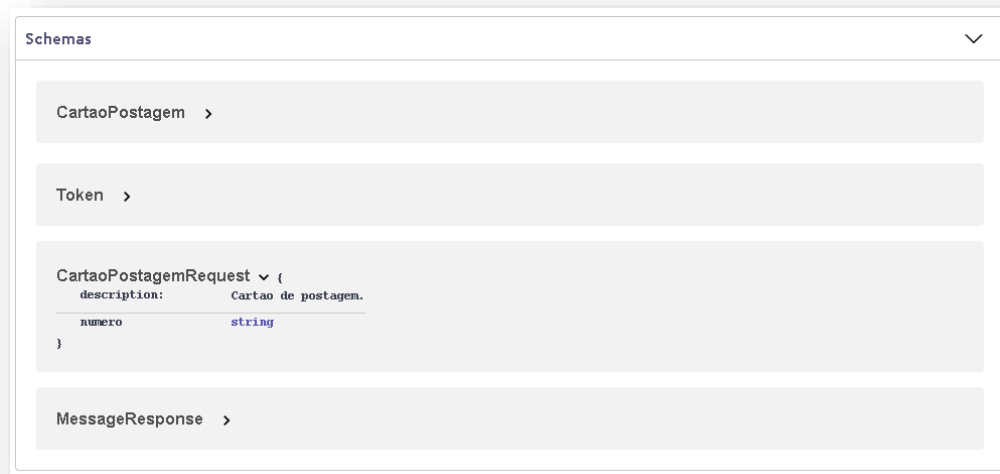 Schemas
CartaoPostagem
Token
CartaoPostagemRequest {
description: Cartao de postagem.
numero string
}
MessageResponse